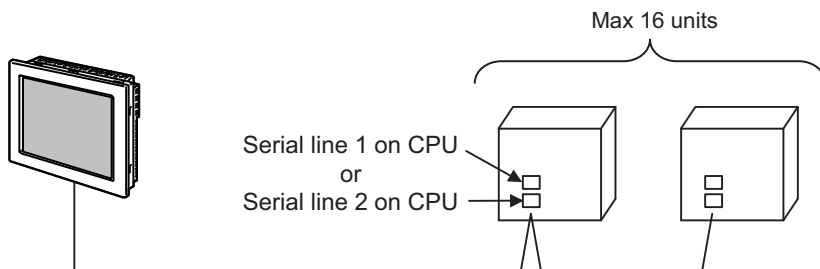 Max 16 units
Serial line 1 on CPU
or
Serial line 2 on CPU